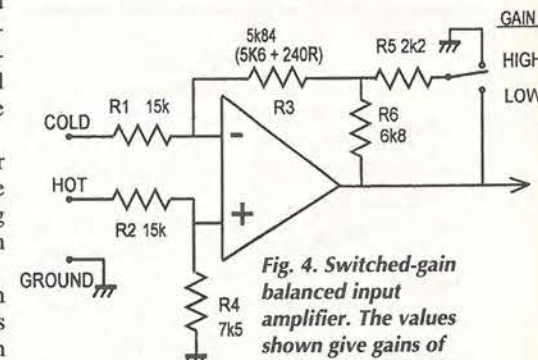 GAIN
5k84
(5K6 + 240R)
R5 2k2
HIGH
LOW
R3
R6
6k8
R1 15k
COLD
HOT
R2 15k
GROUND
R4
7k5
Fig. 4. Switched-gain
balanced input
amplifier. The values
shown give gains of